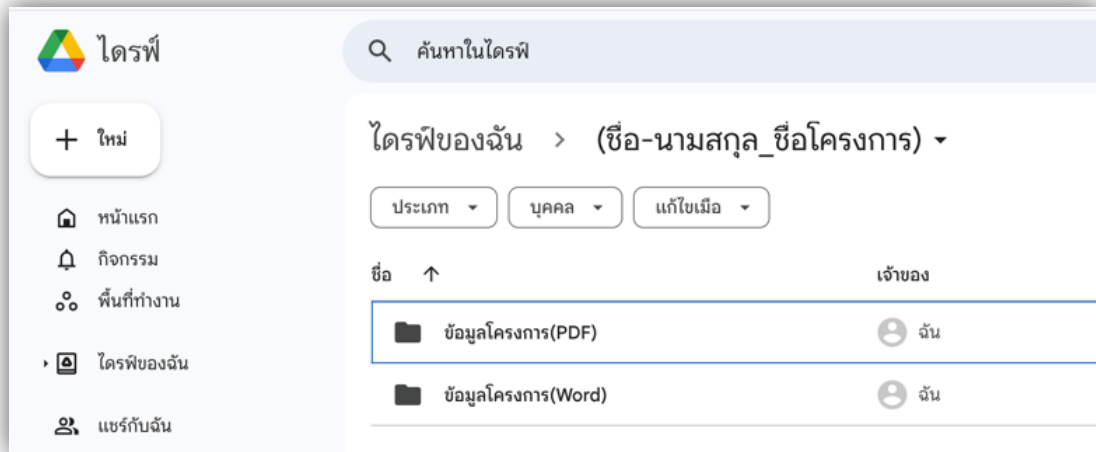 ไดรฟ์
ค้นหาในไดรฟ์
ใหม่
ไดรฟ์ของฉัน > (ชื่อ-นามสกุล_ชื่อโครงการ)
ประเภท บุคคล แก้ไขเมื่อ
หน้าแรก
กิจกรรม
พื้นที่ทำงาน
ไดรฟ์ของฉัน
แชร์กับฉัน
ชื่อ เจ้าของ
ข้อมูลโครงการ(PDF) ฉัน
ข้อมูลโครงการ(Word) ฉัน